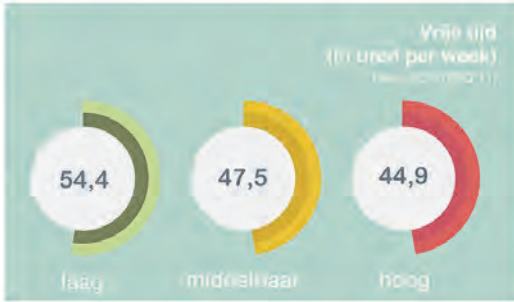 Vrije tijd
(in uren per week)
54,4
47,5
44,9
laag
middelbaar
hoog